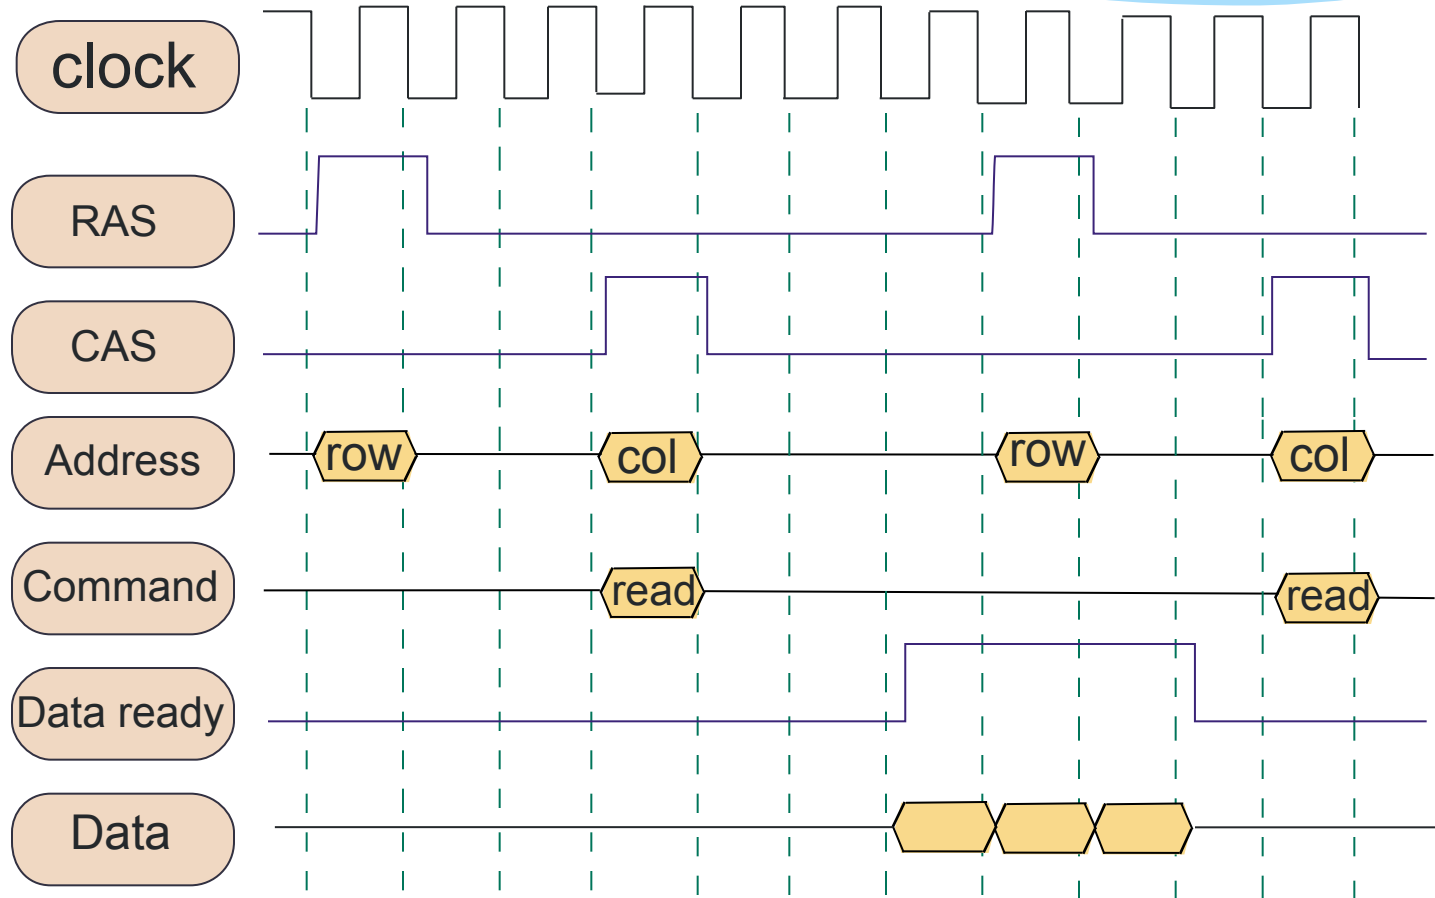 clock
RAS
CAS
Address
row
col
row
col
Command
read
read
Data ready
Data